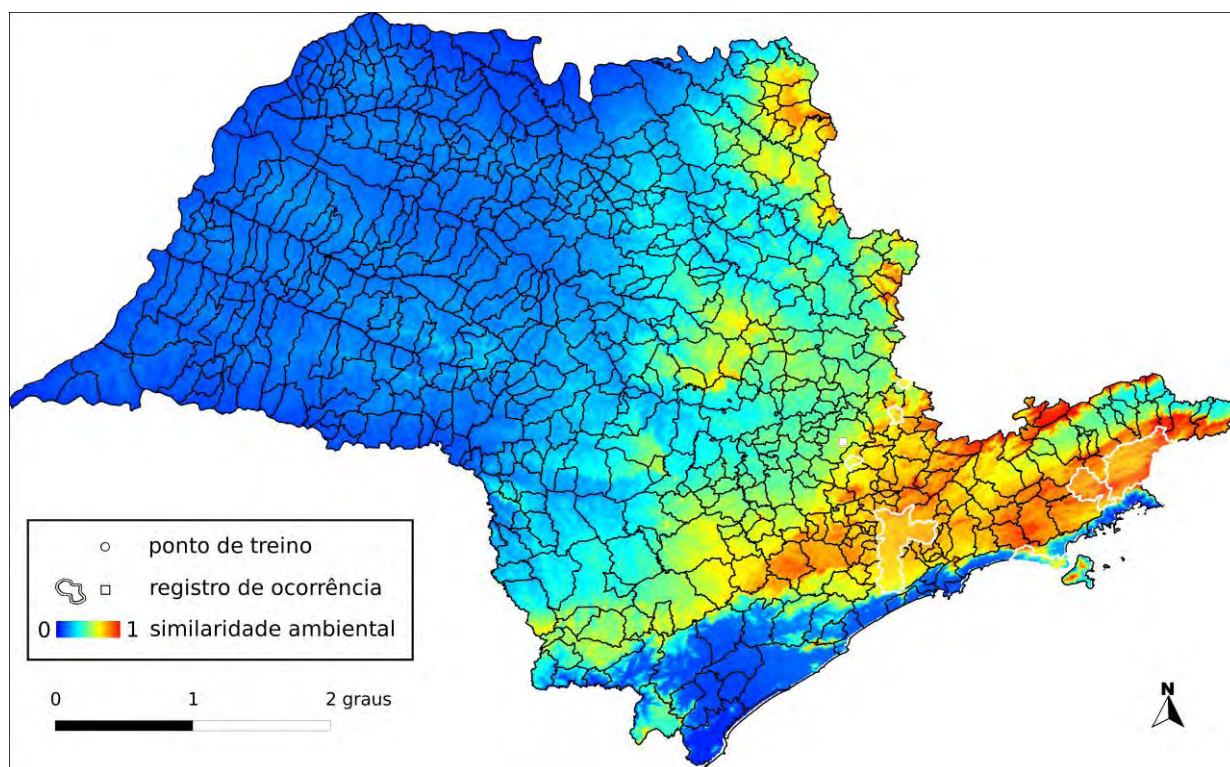 ponto de treino
registro de ocorrência
0 1 similaridade ambiental
0 1 2 graus
N